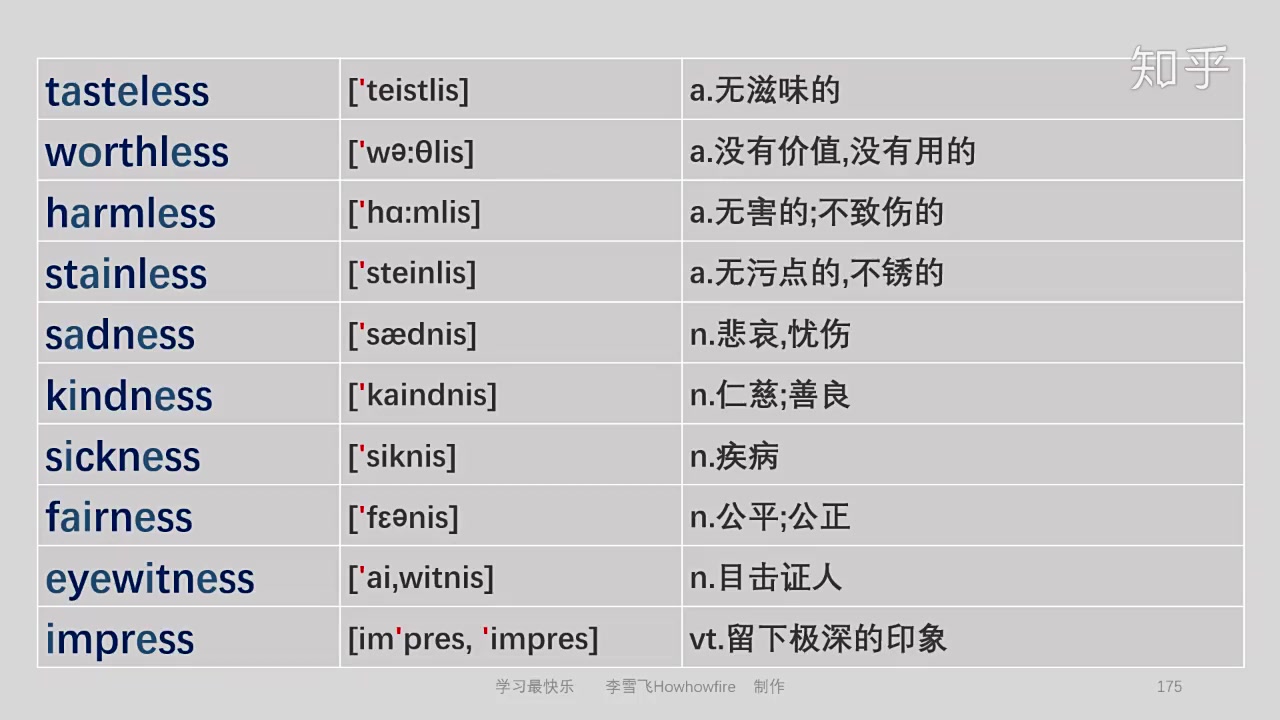 知乎
tasteless ['teistlis] a.无滋味的
worthless ['wə:θlis] a.没有价值,没有用的
harmless ['hɑ:mlis] a.无害的;不致伤的
stainless ['steinlis] a.无污点的,不锈的
sadness ['sædnis] n.悲哀,忧伤
kindness ['kaindnis] n.仁慈;善良
sickness ['siknis] n.疾病
fairness ['fεənis] n.公平;公正
eyewitness ['ai,witnis] n.目击证人
impress [im'pres, 'impres] vt.留下极深的印象
学习最快乐 李雪飞Howhowfire 制作 175